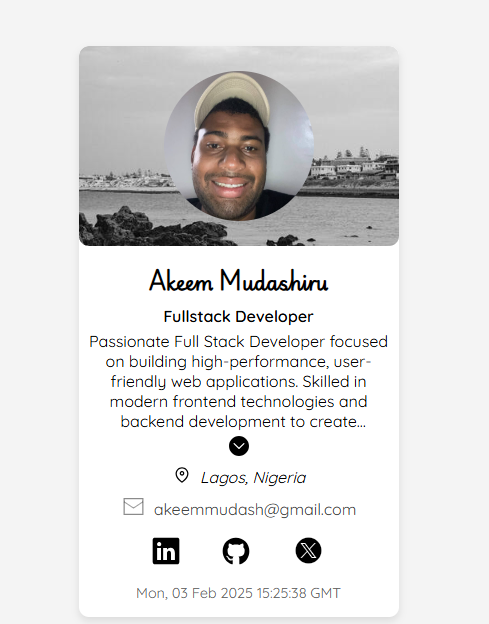 Akeem Mudashiru
Fullstack Developer
Passionate Full Stack Developer focused
on building high-performance, user-
friendly web applications. Skilled in
modern frontend technologies and
backend development to create...
Lagos, Nigeria
akeemmudash@gmail.com
in
X
Mon, 03 Feb 2025 15:25:38 GMT